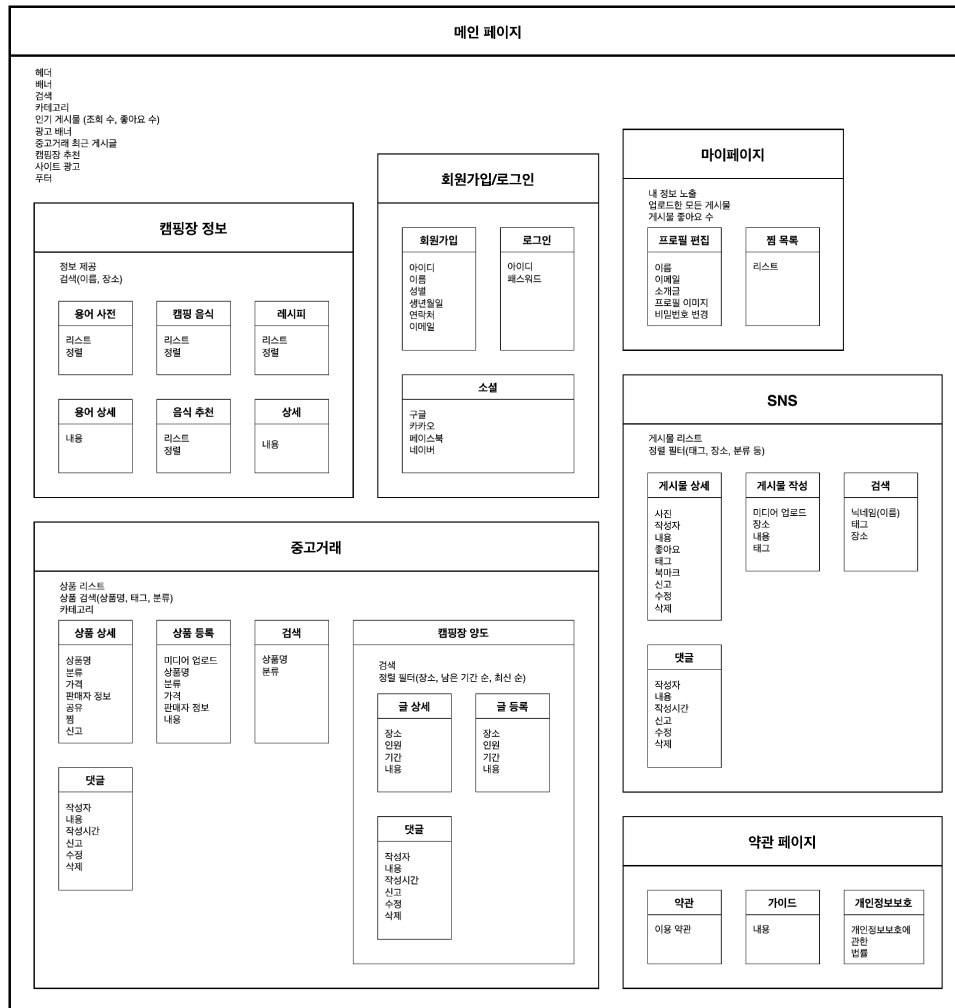 메인 페이지
헤더
배너
검색
카테고리
인기 게시물 (조회 수, 좋아요 수)
광고 배너
중고거래 최근 게시글
캠핑장 추천
사이트 광고
푸터
캠핑장 정보
정보 제공
검색(이름, 장소)
용어 사전
리스트
정렬
캠핑 음식
리스트
정렬
레시피
리스트
정렬
용어 상세
내용
음식 추천
리스트
정렬
상세
내용
회원가입/로그인
회원가입
아이디
이름
성별
생년월일
연락처
이메일
로그인
아이디
패스워드
소셜
구글
카카오
페이스북
네이버
마이페이지
내 정보 노출
업로드한 모든 게시물
게시물 좋아요 수
프로필 편집
이름
이메일
소개글
프로필 이미지
비밀번호 변경
찜 목록
리스트
SNS
게시물 리스트
정렬 필터(태그, 장소, 분류 등)
게시물 상세
사진
작성자
내용
좋아요
태그
북마크
신고
수정
삭제
게시물 작성
미디어 업로드
장소
내용
태그
검색
닉네임(이름)
태그
장소
댓글
작성자
내용
작성시간
신고
수정
삭제
중고거래
상품 리스트
상품 검색(상품명, 태그, 분류)
카테고리
상품 상세
상품명
분류
가격
판매자 정보
공유
찜
신고
상품 등록
미디어 업로드
상품명
분류
가격
판매자 정보
내용
검색
상품명
분류
댓글
작성자
내용
작성시간
신고
수정
삭제
캠핑장 양도
검색
정렬 필터(장소, 남은 기간 순, 최신 순)
글 상세
장소
인원
기간
내용
글 등록
장소
인원
기간
내용
댓글
작성자
내용
작성시간
신고
수정
삭제
약관 페이지
약관
이용 약관
가이드
내용
개인정보보호
개인정보보호에
관한
법률